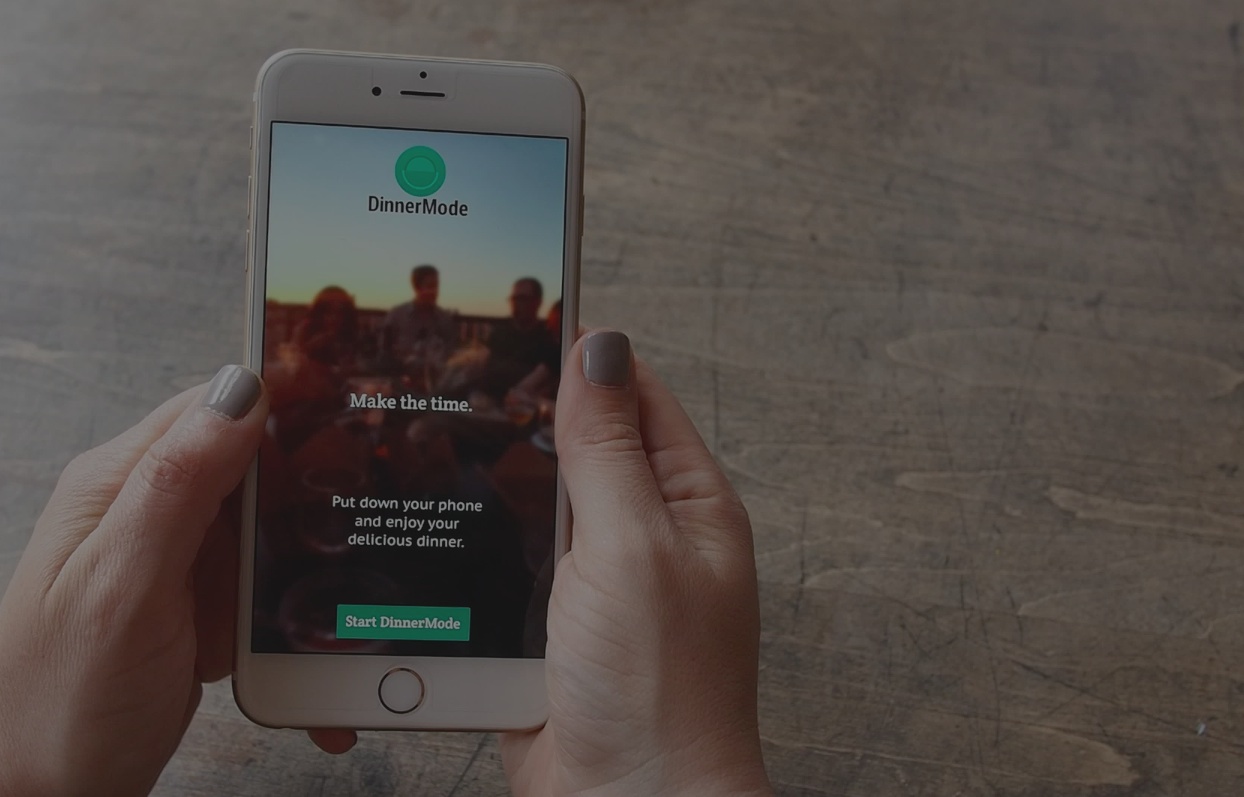 DinnerMode
Make the time.
Put down your phone
and enjoy your
delicious dinner.
Start DinnerMode